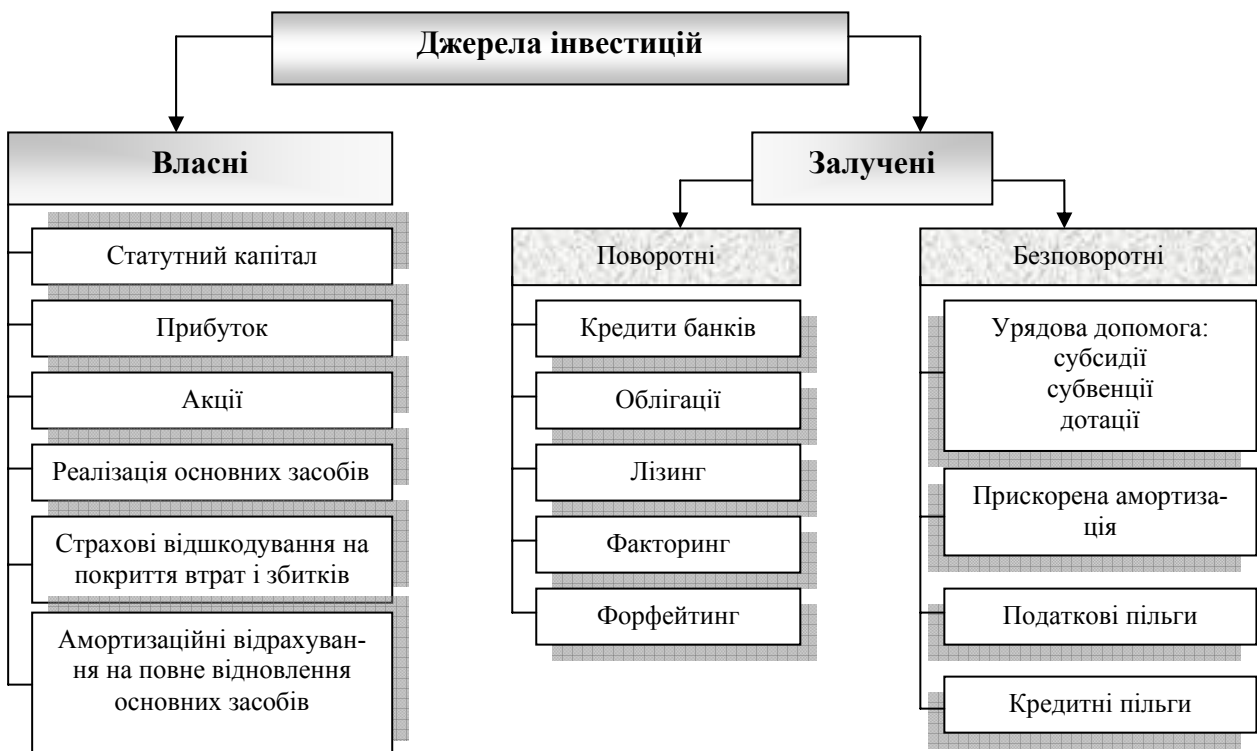 Джерела інвестицій
Власні
Статутний капітал
Прибуток
Акції
Реалізація основних засобів
Страхові відшкодування на
покриття втрат і збитків
Амортизаційні відрахуван-
ня на повне відновлення
основних засобів
Залучені
Поворотні
Кредити банків
Облігації
Лізинг
Факторинг
Форфейтинг
Безповоротні
Урядова допомога:
субсидії
субвенції
дотації
Прискорена амортиза-
ція
Податкові пільги
Кредитні пільги